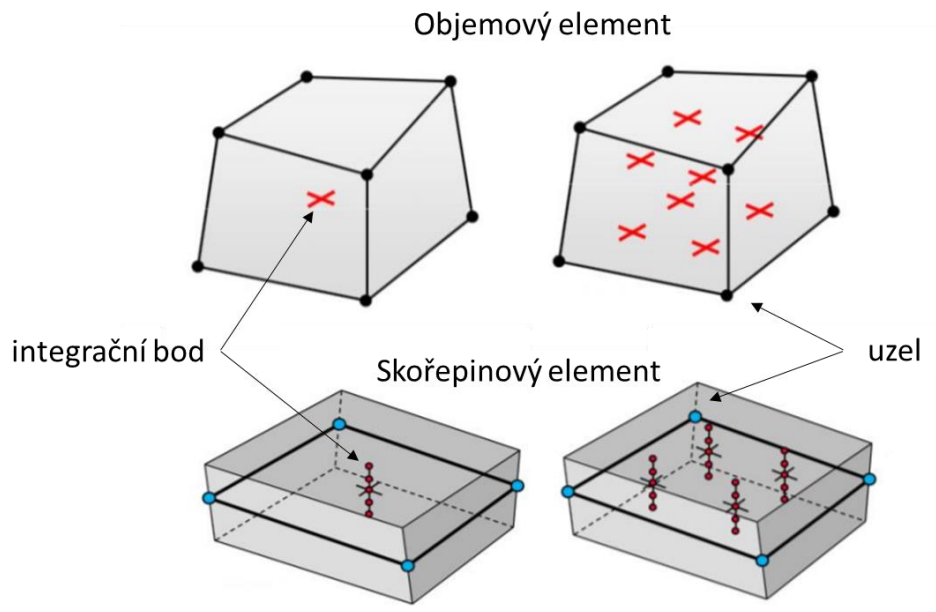 Objemový element
integrační bod
uzel
Skořepinový element